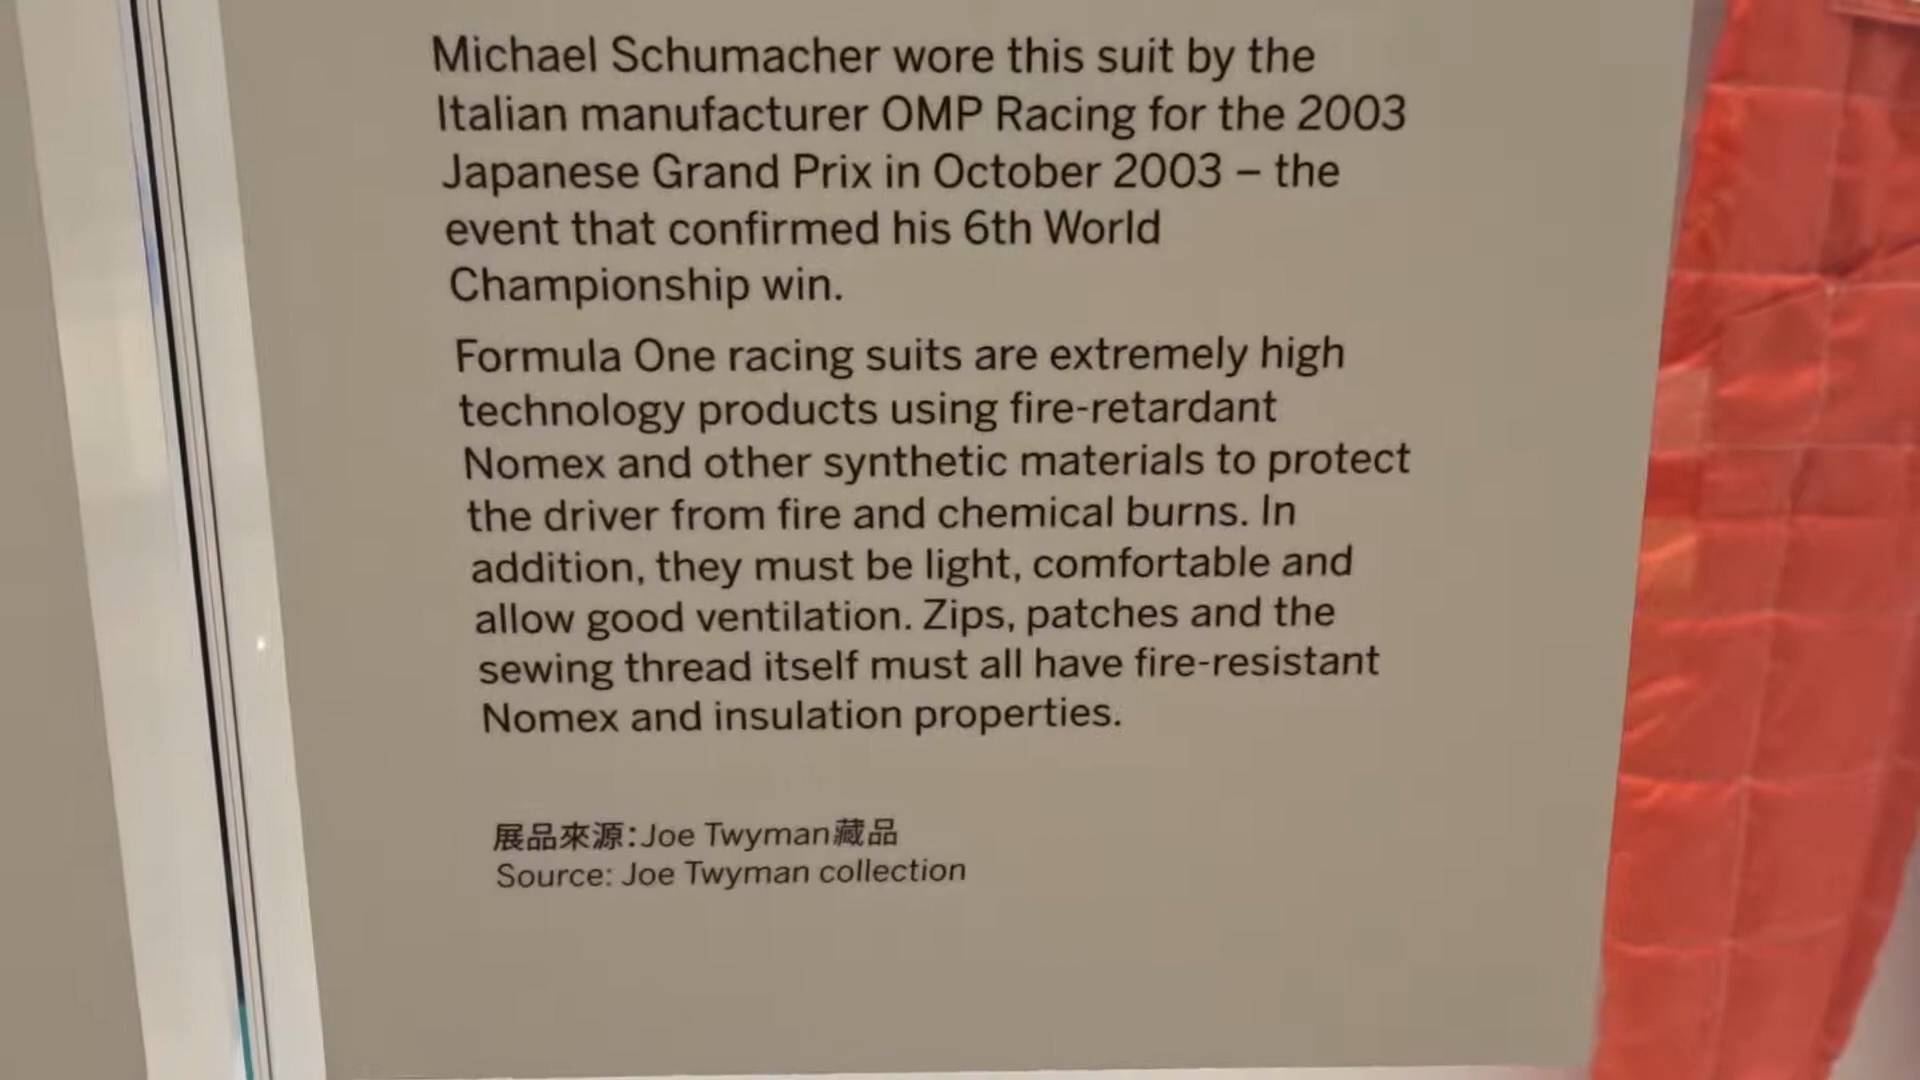 Michael Schumacher wore this suit by the
Italian manufacturer OMP Racing for the 2003
Japanese Grand Prix in October 2003 – the
event that confirmed his 6th World
Championship win.
Formula One racing suits are extremely high
technology products using fire-retardant
Nomex and other synthetic materials to protect
the driver from fire and chemical burns. In
addition, they must be light, comfortable and
allow good ventilation. Zips, patches and the
sewing thread itself must all have fire-resistant
Nomex and insulation properties.
展品來源：Joe Twyman藏品
Source: Joe Twyman collection